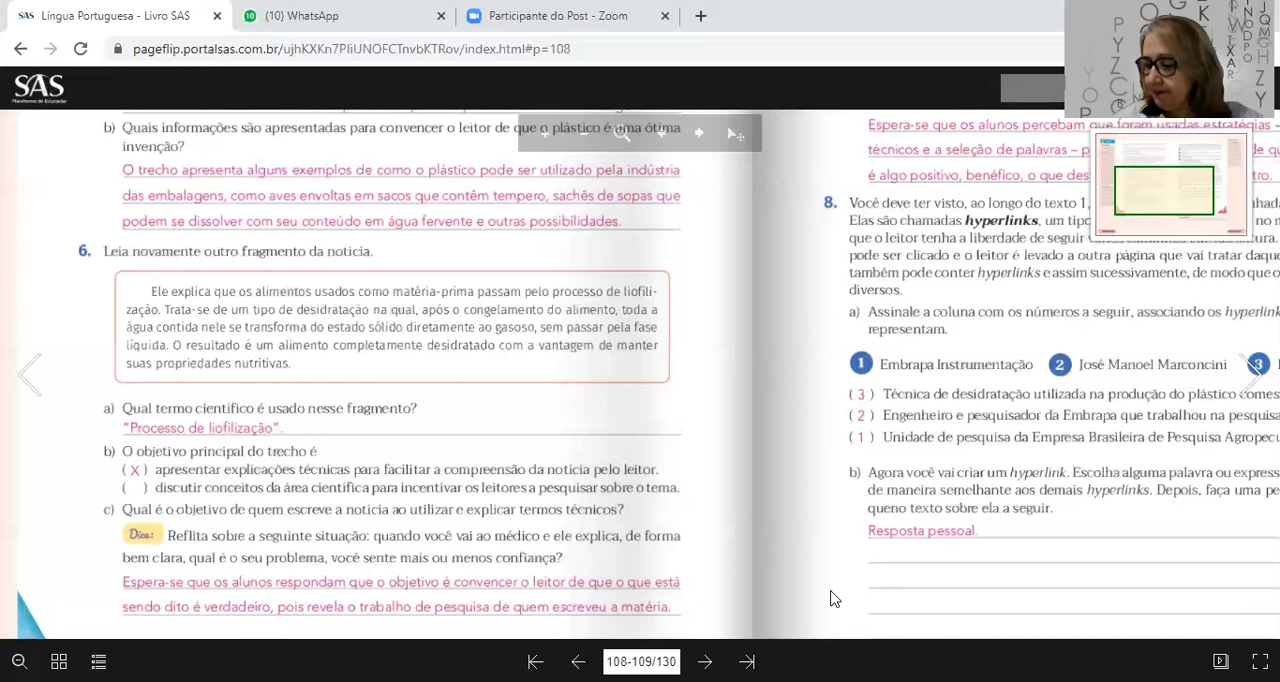 SAS Língua Portuguesa - Livro SAS
(10) WhatsApp
Participante do Post - Zoom
pageflip.portalsas.com.br/ujhKXKn7PIiUNOFCTnvbKTRov/index.html#p=108
SAS
Plataforma de Educação
b) Quais informações são apresentadas para convencer o leitor de que o plástico é uma ótima
invenção?
O trecho apresenta alguns exemplos de como o plástico pode ser utilizado pela indústria
das embalagens, como aves envoltas em sacos que contêm tempero, sachês de sopas que
podem se dissolver com seu conteúdo em água fervente e outras possibilidades.
6. Leia novamente outro fragmento da notícia.
Ele explica que os alimentos usados como matéria-prima passam pelo processo de liofili-
zação. Trata-se de um tipo de desidratação na qual, após o congelamento do alimento, toda a
água contida nele se transforma do estado sólido diretamente ao gasoso, sem passar pela fase
líquida. O resultado é um alimento completamente desidratado com a vantagem de manter
suas propriedades nutritivas.
a) Qual termo científico é usado nesse fragmento?
“Processo de liofilização”.
b) O objetivo principal do trecho é
( X ) apresentar explicações técnicas para facilitar a compreensão da notícia pelo leitor.
( ) discutir conceitos da área científica para incentivar os leitores a pesquisar sobre o tema.
c) Qual é o objetivo de quem escreve a notícia ao utilizar e explicar termos técnicos?
Dica: Reflita sobre a seguinte situação: quando você vai ao médico e ele explica, de forma
bem clara, qual é o seu problema, você sente mais ou menos confiança?
Espera-se que os alunos respondam que o objetivo é convencer o leitor de que o que está
sendo dito é verdadeiro, pois revela o trabalho de pesquisa de quem escreveu a matéria.
Espera-se que os alunos percebam que foram usadas estratégias –
técnicos e a seleção de palavras – p
é algo positivo, benéfico, o que des
8. Você deve ter visto, ao longo do texto 1,
Elas são chamadas hyperlinks, um tipo
que o leitor tenha a liberdade de seguir
pode ser clicado e o leitor é levado a outra página que vai tratar daque
também pode conter hyperlinks e assim sucessivamente, de modo que o
diversos.
a) Assinale a coluna com os números a seguir, associando os hyperlink
representam.
1 Embrapa Instrumentação 2 José Manoel Marconcini 3
( 3 ) Técnica de desidratação utilizada na produção do plástico comes
( 2 ) Engenheiro e pesquisador da Embrapa que trabalhou na pesquisa
( 1 ) Unidade de pesquisa da Empresa Brasileira de Pesquisa Agropecu
b) Agora você vai criar um hyperlink. Escolha alguma palavra ou express
de maneira semelhante aos demais hyperlinks. Depois, faça uma pe
queno texto sobre ela a seguir.
Resposta pessoal.
108-109/130